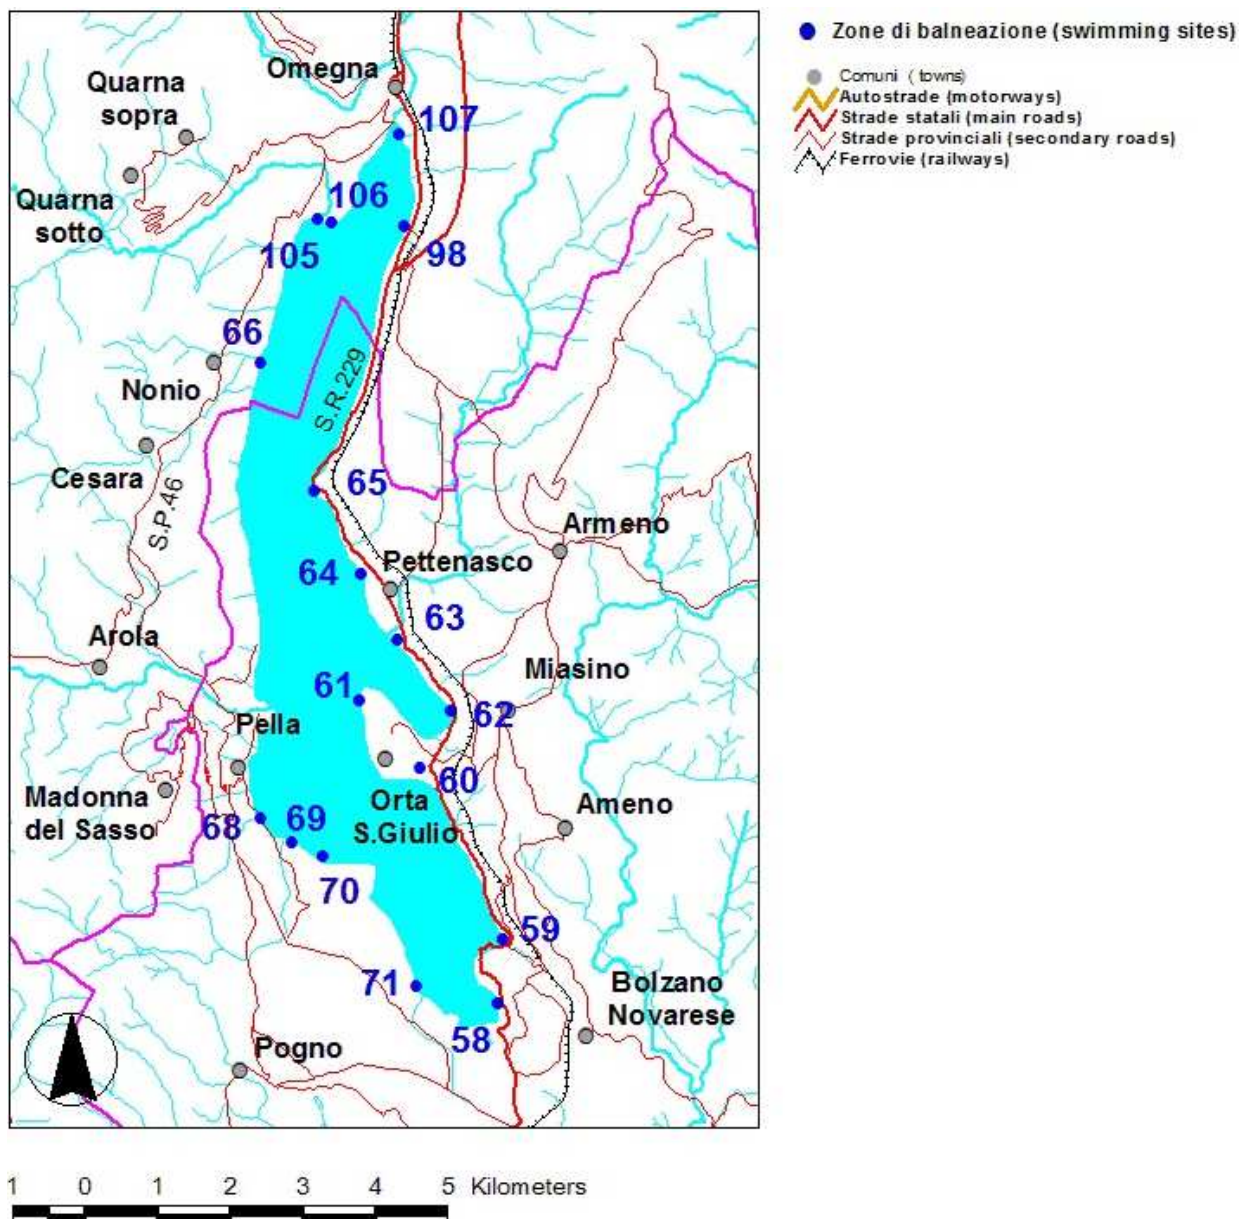 Zone di balneazione (swimming sites)
Comuni ( towns)
Autostrade (motorways)
Strade statali (main roads)
Strade provinciali (secondary roads)
Ferrovie (railways)
Omegna
Quarna
sopra
107
Quarna
sotto
106
105
98
66
Nonio
S.R.229
Cesara
65
S.P.46
Armeno
64
Pettenasco
63
Arola
Miasino
61
62
Pella
60
Madonna
del Sasso
Orta
S.Giulio
Ameno
68
69
70
59
71
Bolzano
Novarese
58
Pogno
1 0 1 2 3 4 5 Kilometers